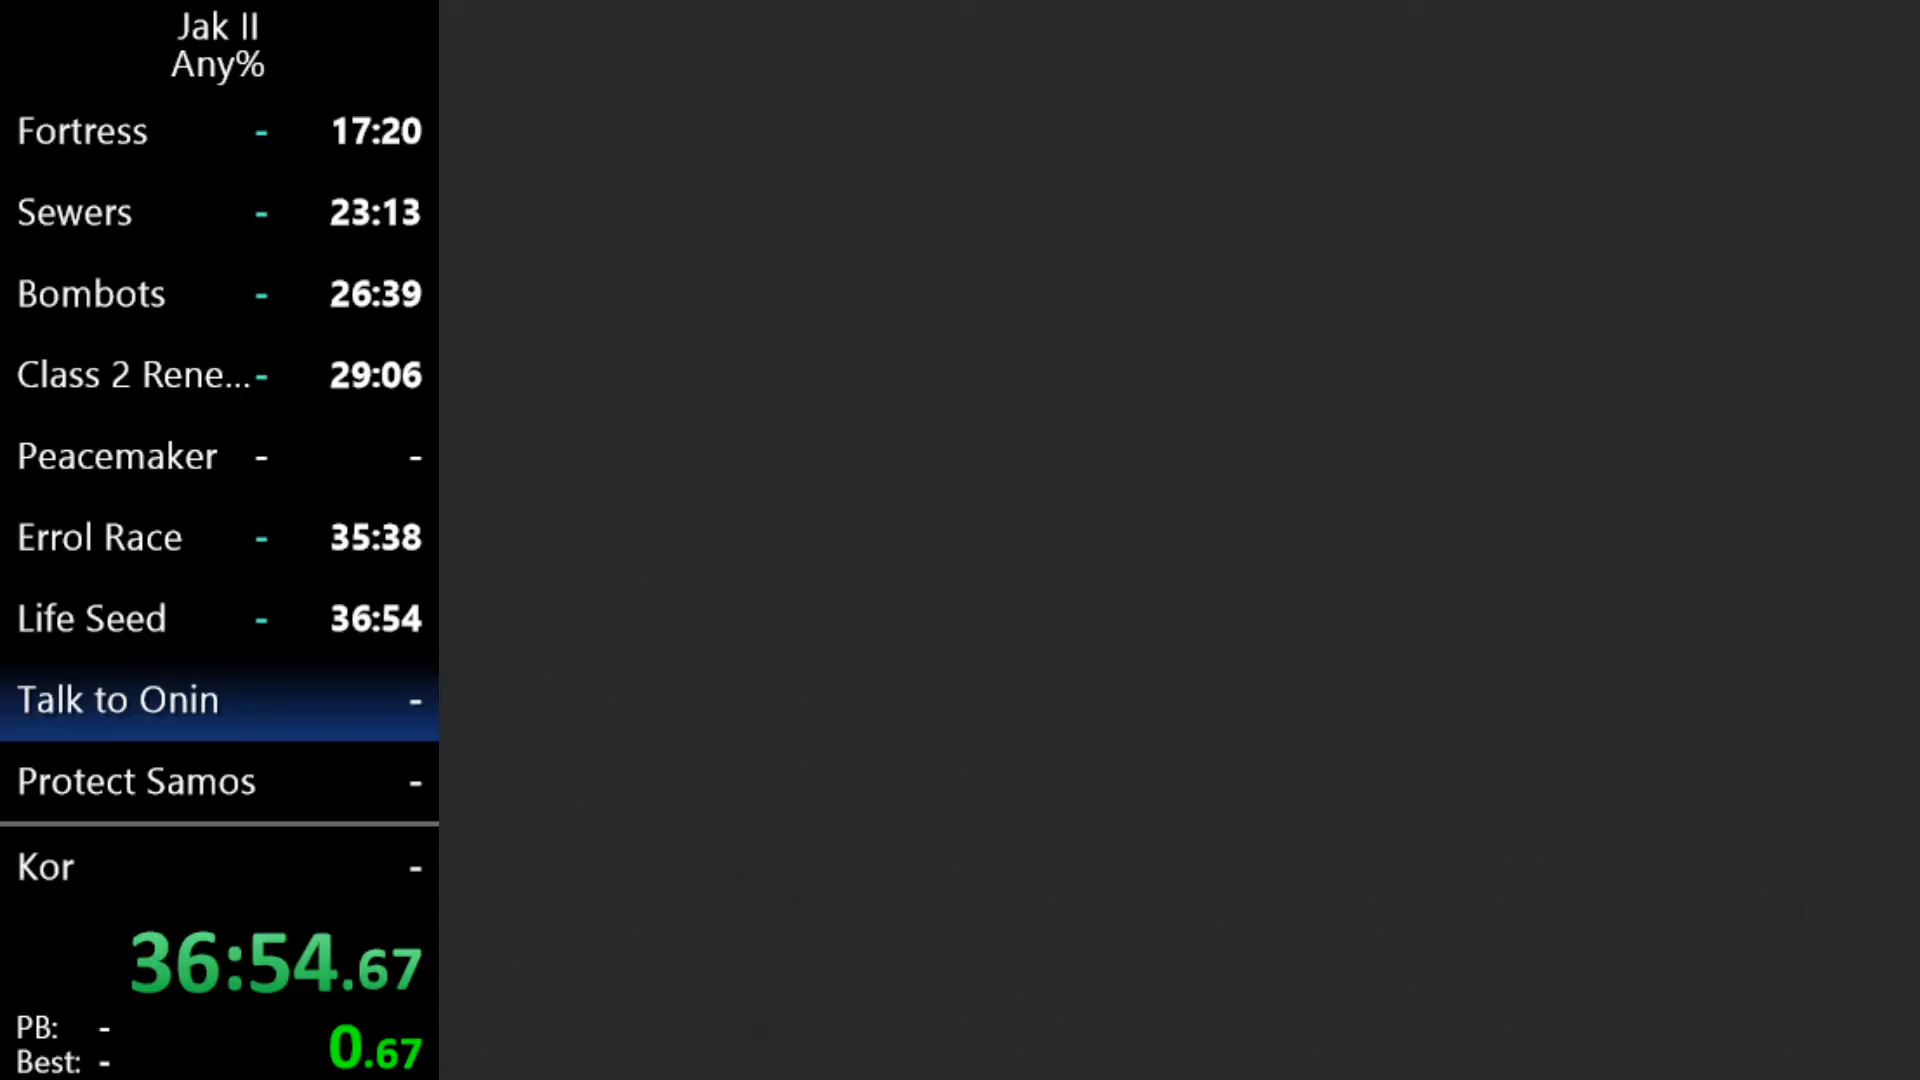 Jak II
Any%
Fortress - 17:20
Sewers - 23:13
Bombots - 26:39
Class 2 Rene... - 29:06
Peacemaker - -
Errol Race - 35:38
Life Seed - 36:54
Talk to Onin -
Protect Samos -
Kor -
36:54.67
PB: -
0.67
Best: -